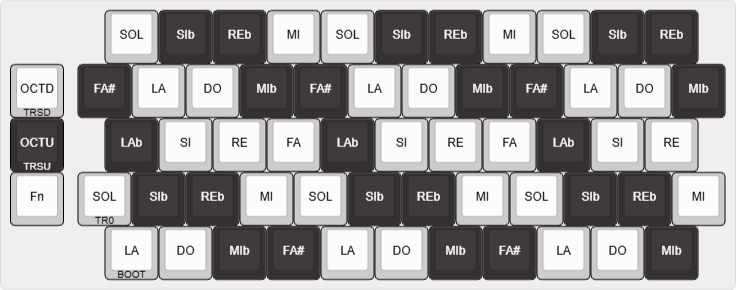 SOL SIb REb MI SOL SIb REb MI SOL SIb REb
OCTD FA# LA DO MIb FA# LA DO MIb FA# LA DO MIb
TRSD
OCTU LAb SI RE FA LAb SI RE FA LAb SI RE
TRSU
Fn SOL SIb REb MI SOL SIb REb MI SOL SIb REb MI
TR0
LA DO MIb FA# LA DO MIb FA# LA DO MIb
BOOT